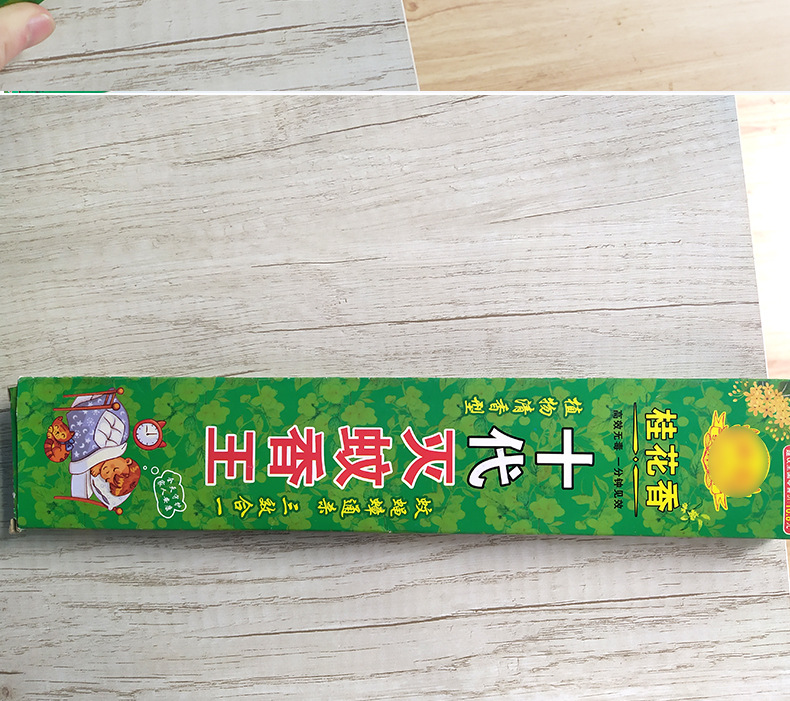 桂花香
高效无毒 一分钟见效
植物清香型
十代灭蚊香王
蚊蝇蟑通杀 三效合一